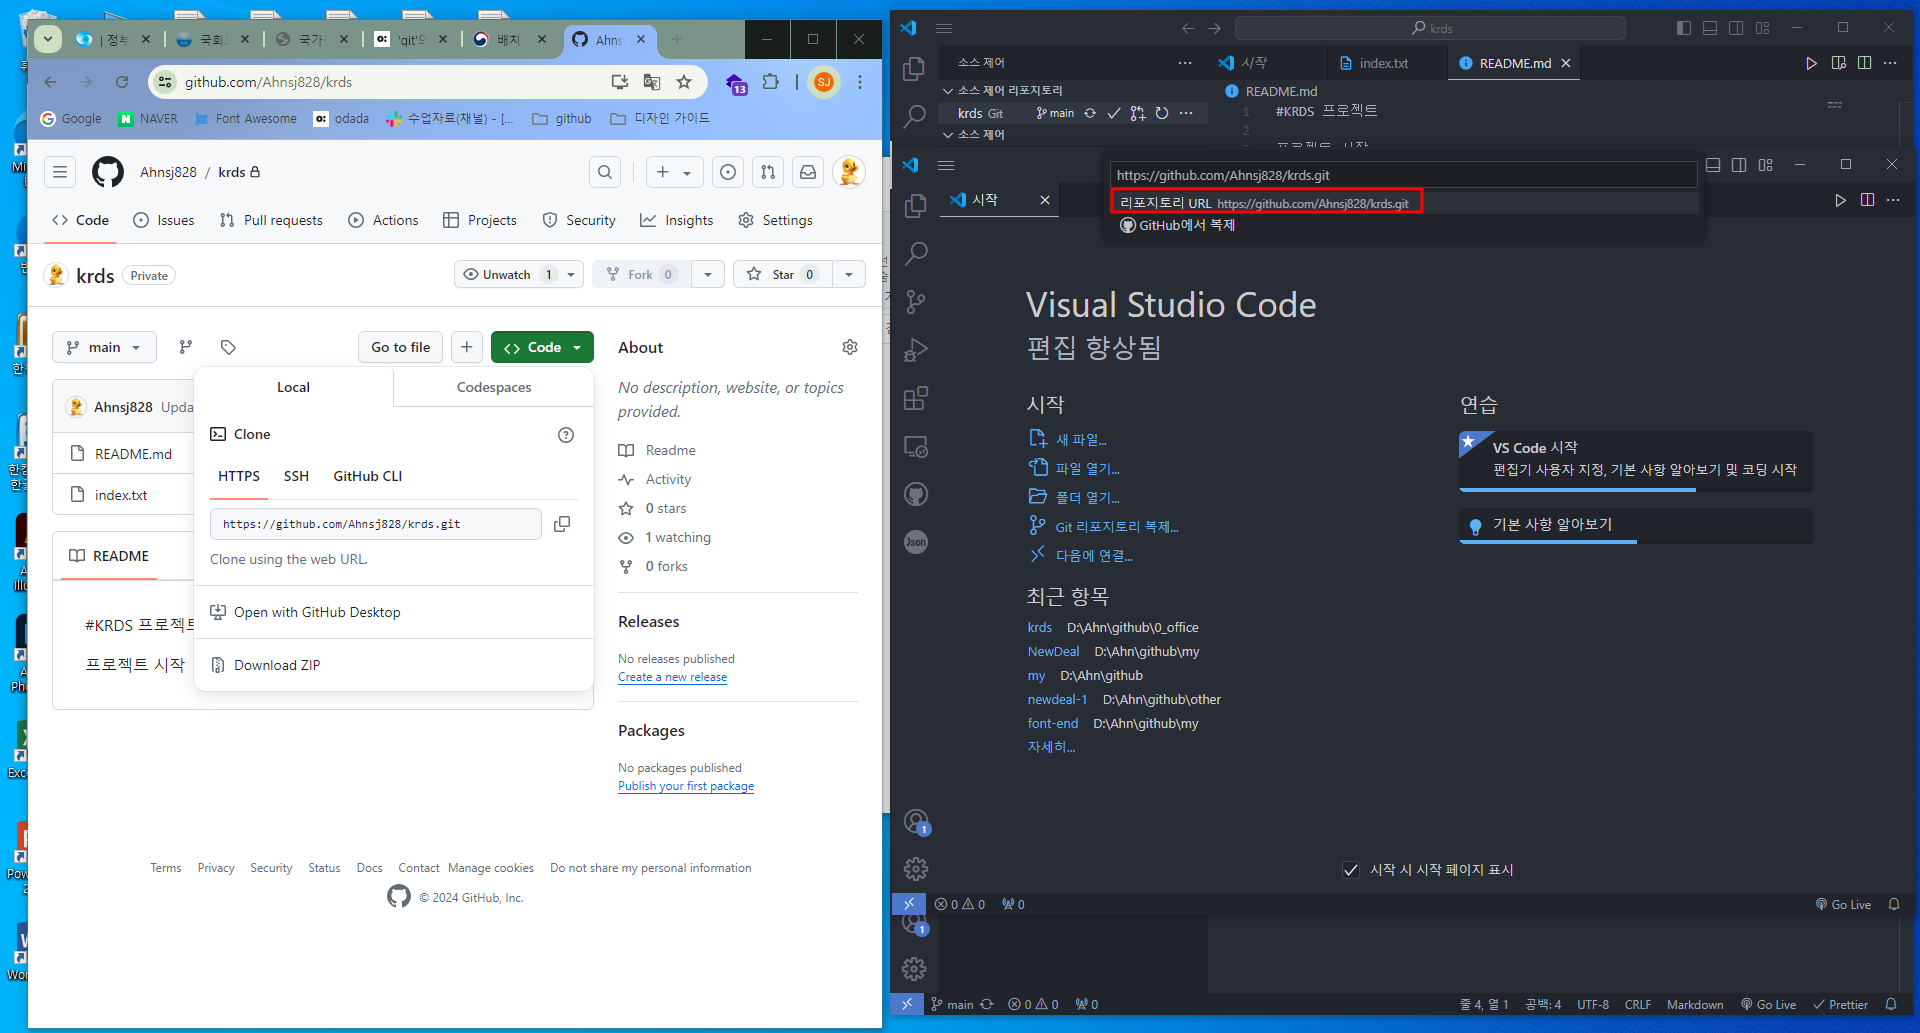 | 정부
국회
국가
'git'의
배치
Ahns
github.com/Ahnsj828/krds
13
SJ
Google
NAVER
Font Awesome
odada
수업자료(채널) - [...
github
디자인 가이드
Ahnsj828 / krds
Code
Issues
Pull requests
Actions
Projects
Security
Insights
Settings
krds
Private
Unwatch 1
Fork 0
Star 0
main
Go to file
Code
About
No description, website, or topics
provided.
Readme
Activity
0 stars
1 watching
0 forks
Releases
No releases published
Create a new release
Packages
No packages published
Publish your first package
Ahnsj828 Upda
README.md
index.txt
README
#KRDS 프로젝트
프로젝트 시작
Local
Codespaces
Clone
HTTPS
SSH
GitHub CLI
https://github.com/Ahnsj828/krds.git
Clone using the web URL.
Open with GitHub Desktop
Download ZIP
Terms
Privacy
Security
Status
Docs
Contact
Manage cookies
Do not share my personal information
© 2024 GitHub, Inc.
krds
소스 제어
시작
index.txt
README.md
소스 제어 리포지토리
README.md
krds Git
main
1
#KRDS 프로젝트
2
소스 제어
프로젝트 시작
https://github.com/Ahnsj828/krds.git
리포지토리 URL https://github.com/Ahnsj828/krds.git
GitHub에서 복제
시작
Visual Studio Code
편집 향상됨
시작
새 파일...
파일 열기...
폴더 열기...
Git 리포지토리 복제...
다음에 연결...
최근 항목
krds D:\Ahn\github\0_office
NewDeal D:\Ahn\github\my
my D:\Ahn\github
newdeal-1 D:\Ahn\github\other
font-end D:\Ahn\github\my
자세히...
연습
VS Code 시작
편집기 사용자 지정, 기본 사항 알아보기 및 코딩 시작
기본 사항 알아보기
Json
1
시작 시 시작 페이지 표시
0 0
0
Go Live
1
main
0 0
0
줄 4, 열 1
공백: 4
UTF-8
CRLF
Markdown
Go Live
Prettier